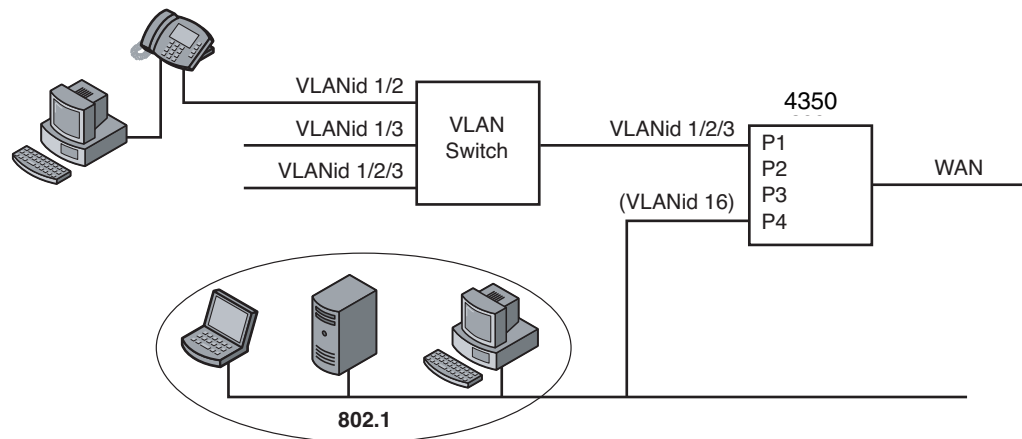 VLANid 1/2
VLANid 1/3
VLANid 1/2/3
VLAN
Switch
VLANid 1/2/3
(VLANid 16)
4350
P1
P2
P3
P4
WAN
802.1